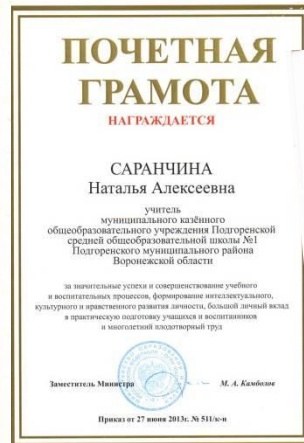 ПОЧЕТНАЯ
ГРАМОТА
НАГРАЖДАЕТСЯ
САРАНЧИНА
Наталья Алексеевна
учитель
муниципального казённого
общеобразовательного учреждения Подгоренской
средней общеобразовательной школы №1
Подгоренского муниципального района
Воронежской области
за значительные успехи и совершенствование учебного
и воспитательных процессов, формирование интеллектуального,
культурного и нравственного развития личности, большой личный вклад
в практическую подготовку учащихся и воспитанников
и многолетний плодотворный труд
Заместитель Министра М. А. Камболов
Приказ от 27 июня 2013г. № 511/к-н